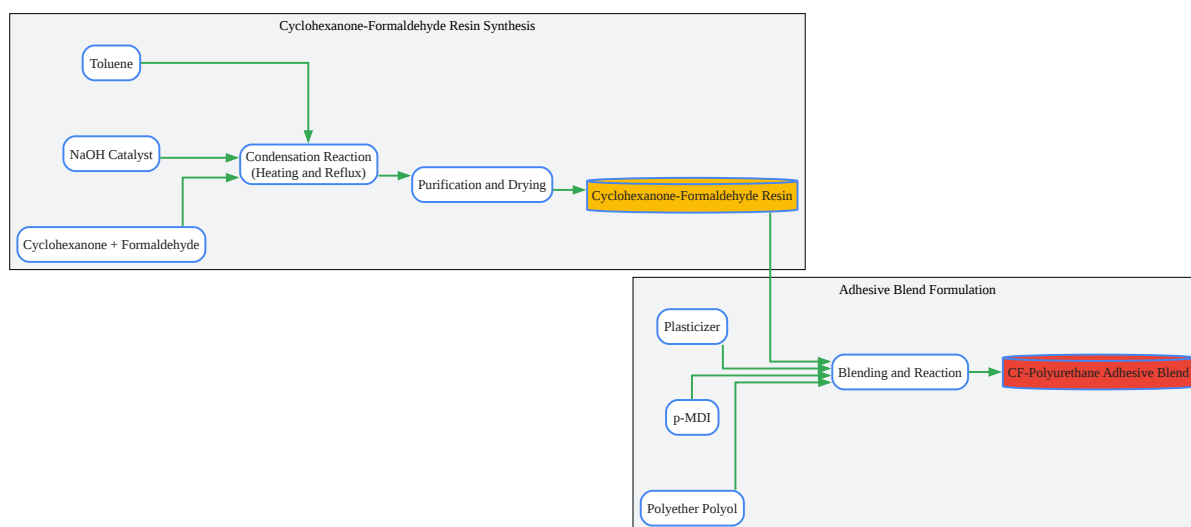 Cyclohexanone-Formaldehyde Resin Synthesis
Toluene
NaOH Catalyst
Cyclohexanone + Formaldehyde
Condensation Reaction
(Heating and Reflux)
Purification and Drying
Cyclohexanone-Formaldehyde Resin
Adhesive Blend Formulation
Plasticizer
p-MDI
Polyether Polyol
Blending and Reaction
CF-Polyurethane Adhesive Blend